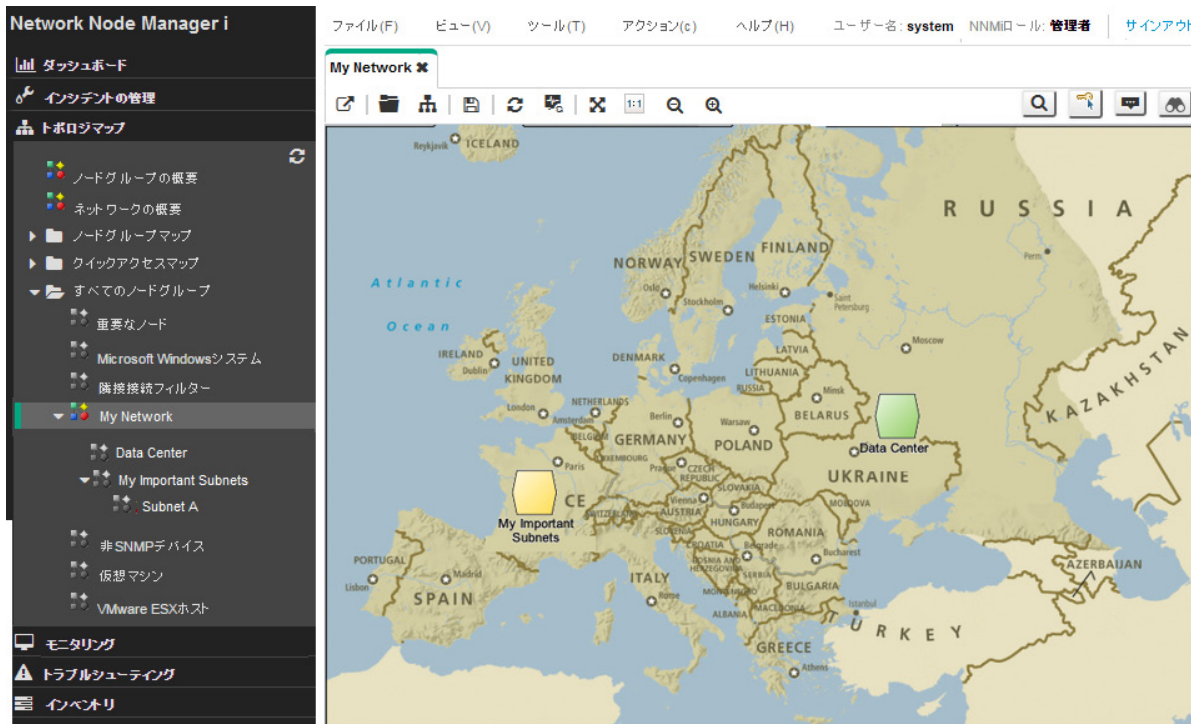 Network Node Manager i
ファイル(F) ビュー(V) ツール(T) アクション(c) ヘルプ(H) ユーザー名: system NNMiロール: 管理者 サインアウト
ダッシュボード
インシデントの管理
トポロジマップ
ノードグループの概要
ネットワークの概要
ノードグループマップ
クイックアクセスマップ
すべてのノードグループ
重要なノード
Microsoft Windowsシステム
隣接接続フィルター
My Network
Data Center
My Important Subnets
Subnet A
非SNMPデバイス
仮想マシン
VMware ESXホスト
モニタリング
トラブルシューティング
インベントリ
My Network
1:1
Reykjavik ICELAND
RUSSIA
FINLAND
NORWAY SWEDEN
Perm
Atlantic
Ocean
Oslo
Helsinki
Stockholm
Saint
Petersburg
ESTONIA
Moscow
LATVIA
IRELAND
Dublin
UNITED
KINGDOM
DENMARK
Copenhagen
LITHUANIA
RUSSIA
Minsk
KAZAKHSTAN
NETHERLANDS
London
Amsterdam
Berlin
Warsaw
BELARUS
BELGIUM
GERMANY
POLAND
Data Center
LUXEMBOURG
Paris
Prague
CZECH
REPUBLIC
UKRAINE
SLOVAKIA
CE
Vienna
AUSTRIA
Budapest
MOLDOVA
SWITZERLAND
My Important
Subnets
HUNGARY
SLOVENIA
ROMANIA
CROATIA
Belgrade
Bucharest
BOSNIA AND
HERZEGOVINA
SERBIA
PORTUGAL
Lisbon
Madrid
SPAIN
ITALY
Rome
BULGARIA
MONTENEGRO
MACEDONIA
ALBANIA
Istanbul
AZERBAIJAN
TURKEY
GREECE
Athens